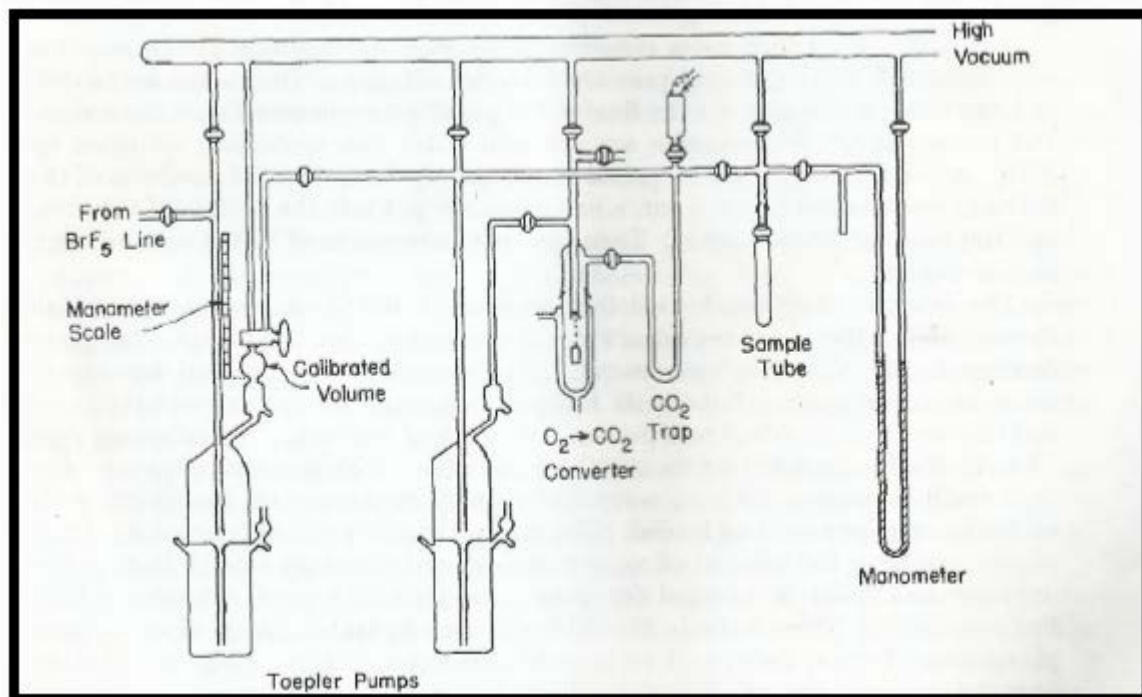 High
Vacuum
From
BrF5 Line
Manometer
Scale
Calibrated
Volume
O2→CO2
Converter
CO2
Trap
Sample
Tube
Manometer
Toepler Pumps